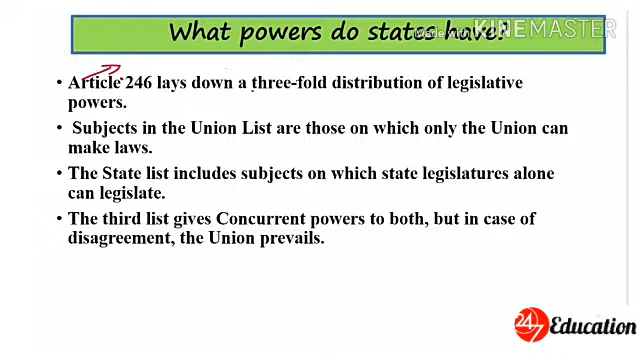 What powers do states have?
Made with KINEMASTER
• Article 246 lays down a three-fold distribution of legislative
powers.
• Subjects in the Union List are those on which only the Union can
make laws.
• The State list includes subjects on which state legislatures alone
can legislate.
• The third list gives Concurrent powers to both, but in case of
disagreement, the Union prevails.
24/7 Education